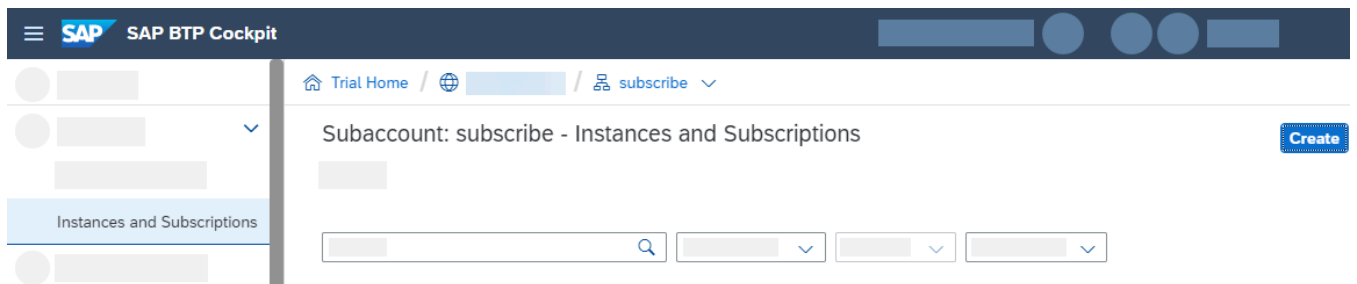 SAP SAP BTP Cockpit
Trial Home / / subscribe
Subaccount: subscribe - Instances and Subscriptions
Create
Instances and Subscriptions